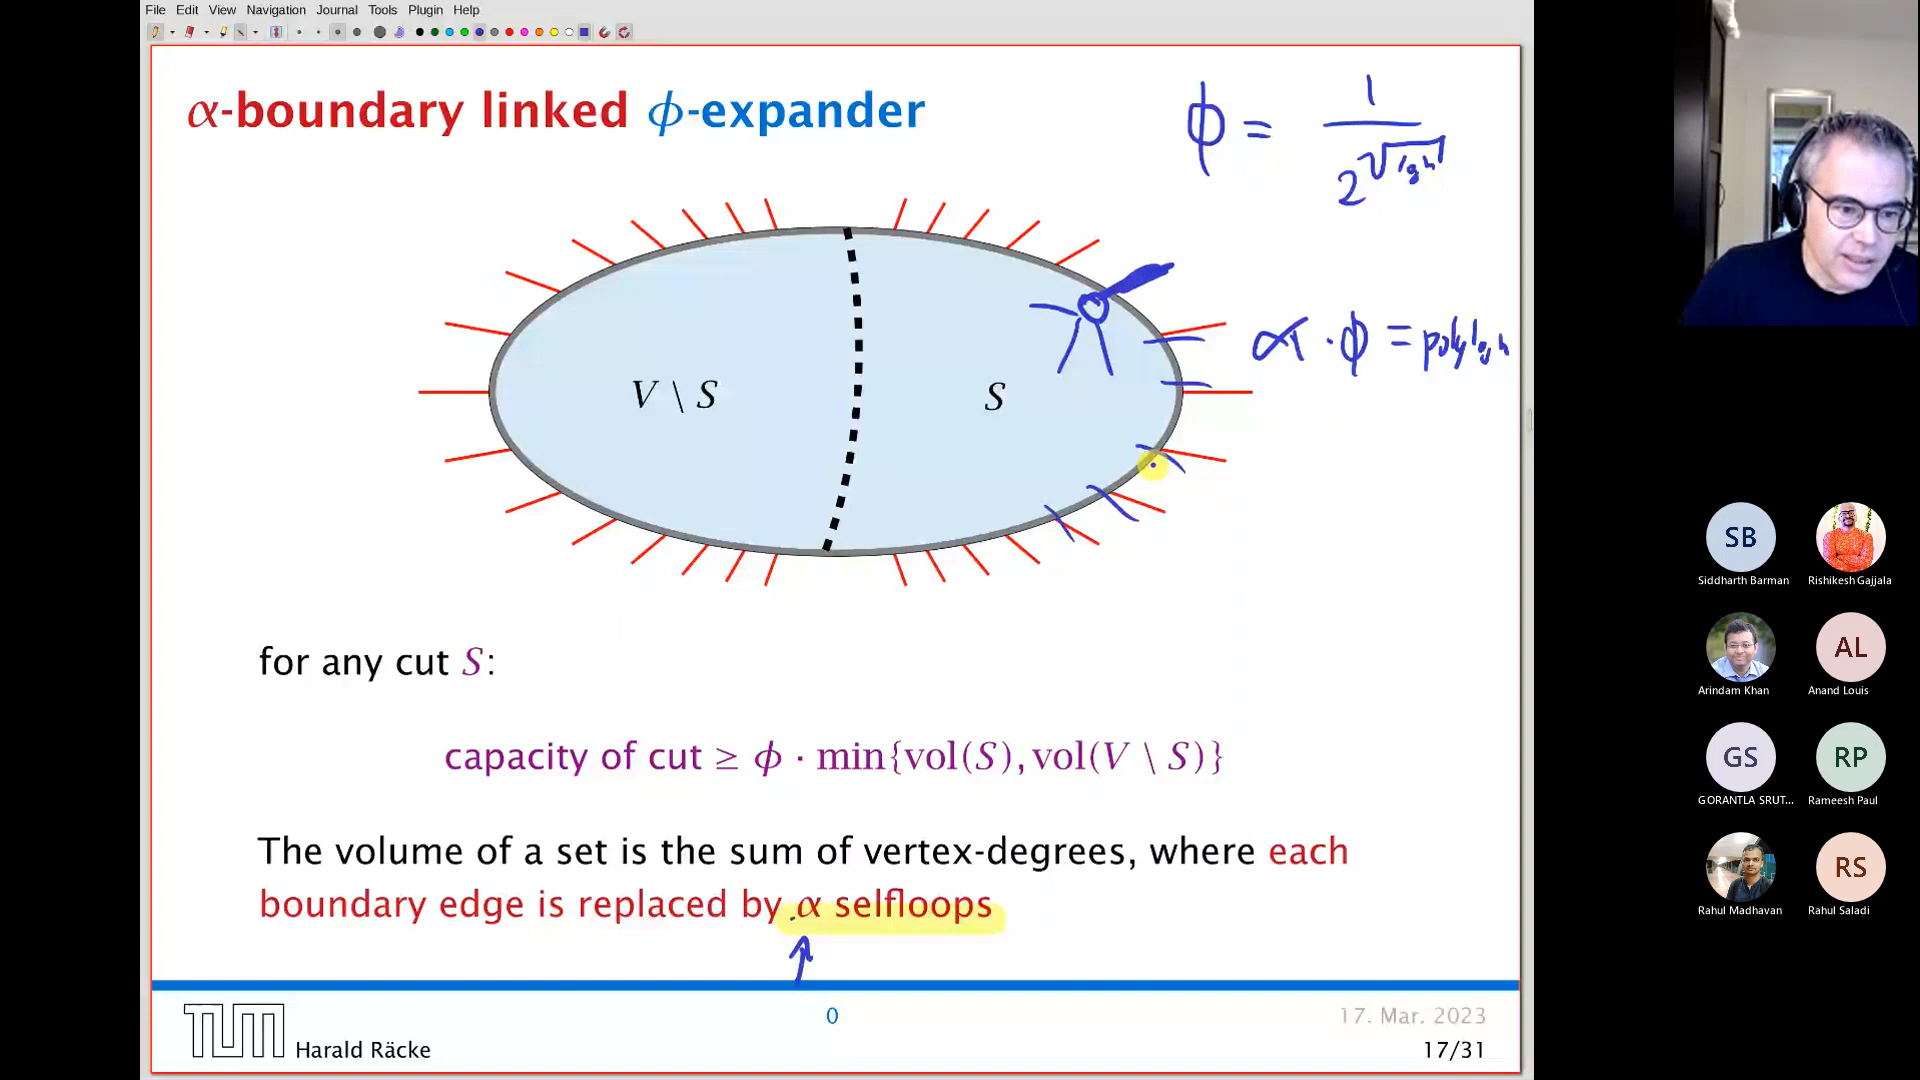 File Edit View Navigation Journal Tools Plugin Help
α-boundary linked ϕ-expander
ϕ = 1 / 2^√lg n
α · ϕ = polylg n
V \ S
S
for any cut S:
capacity of cut ≥ ϕ · min{vol(S), vol(V \ S)}
The volume of a set is the sum of vertex-degrees, where each
boundary edge is replaced by α selfloops
TUM
Harald Räcke
0
17. Mar. 2023
17/31
SB
Siddharth Barman
Rishikesh Gajjala
Arindam Khan
AL
Anand Louis
GS
GORANTLA SRUT...
RP
Rameesh Paul
Rahul Madhavan
RS
Rahul Saladi